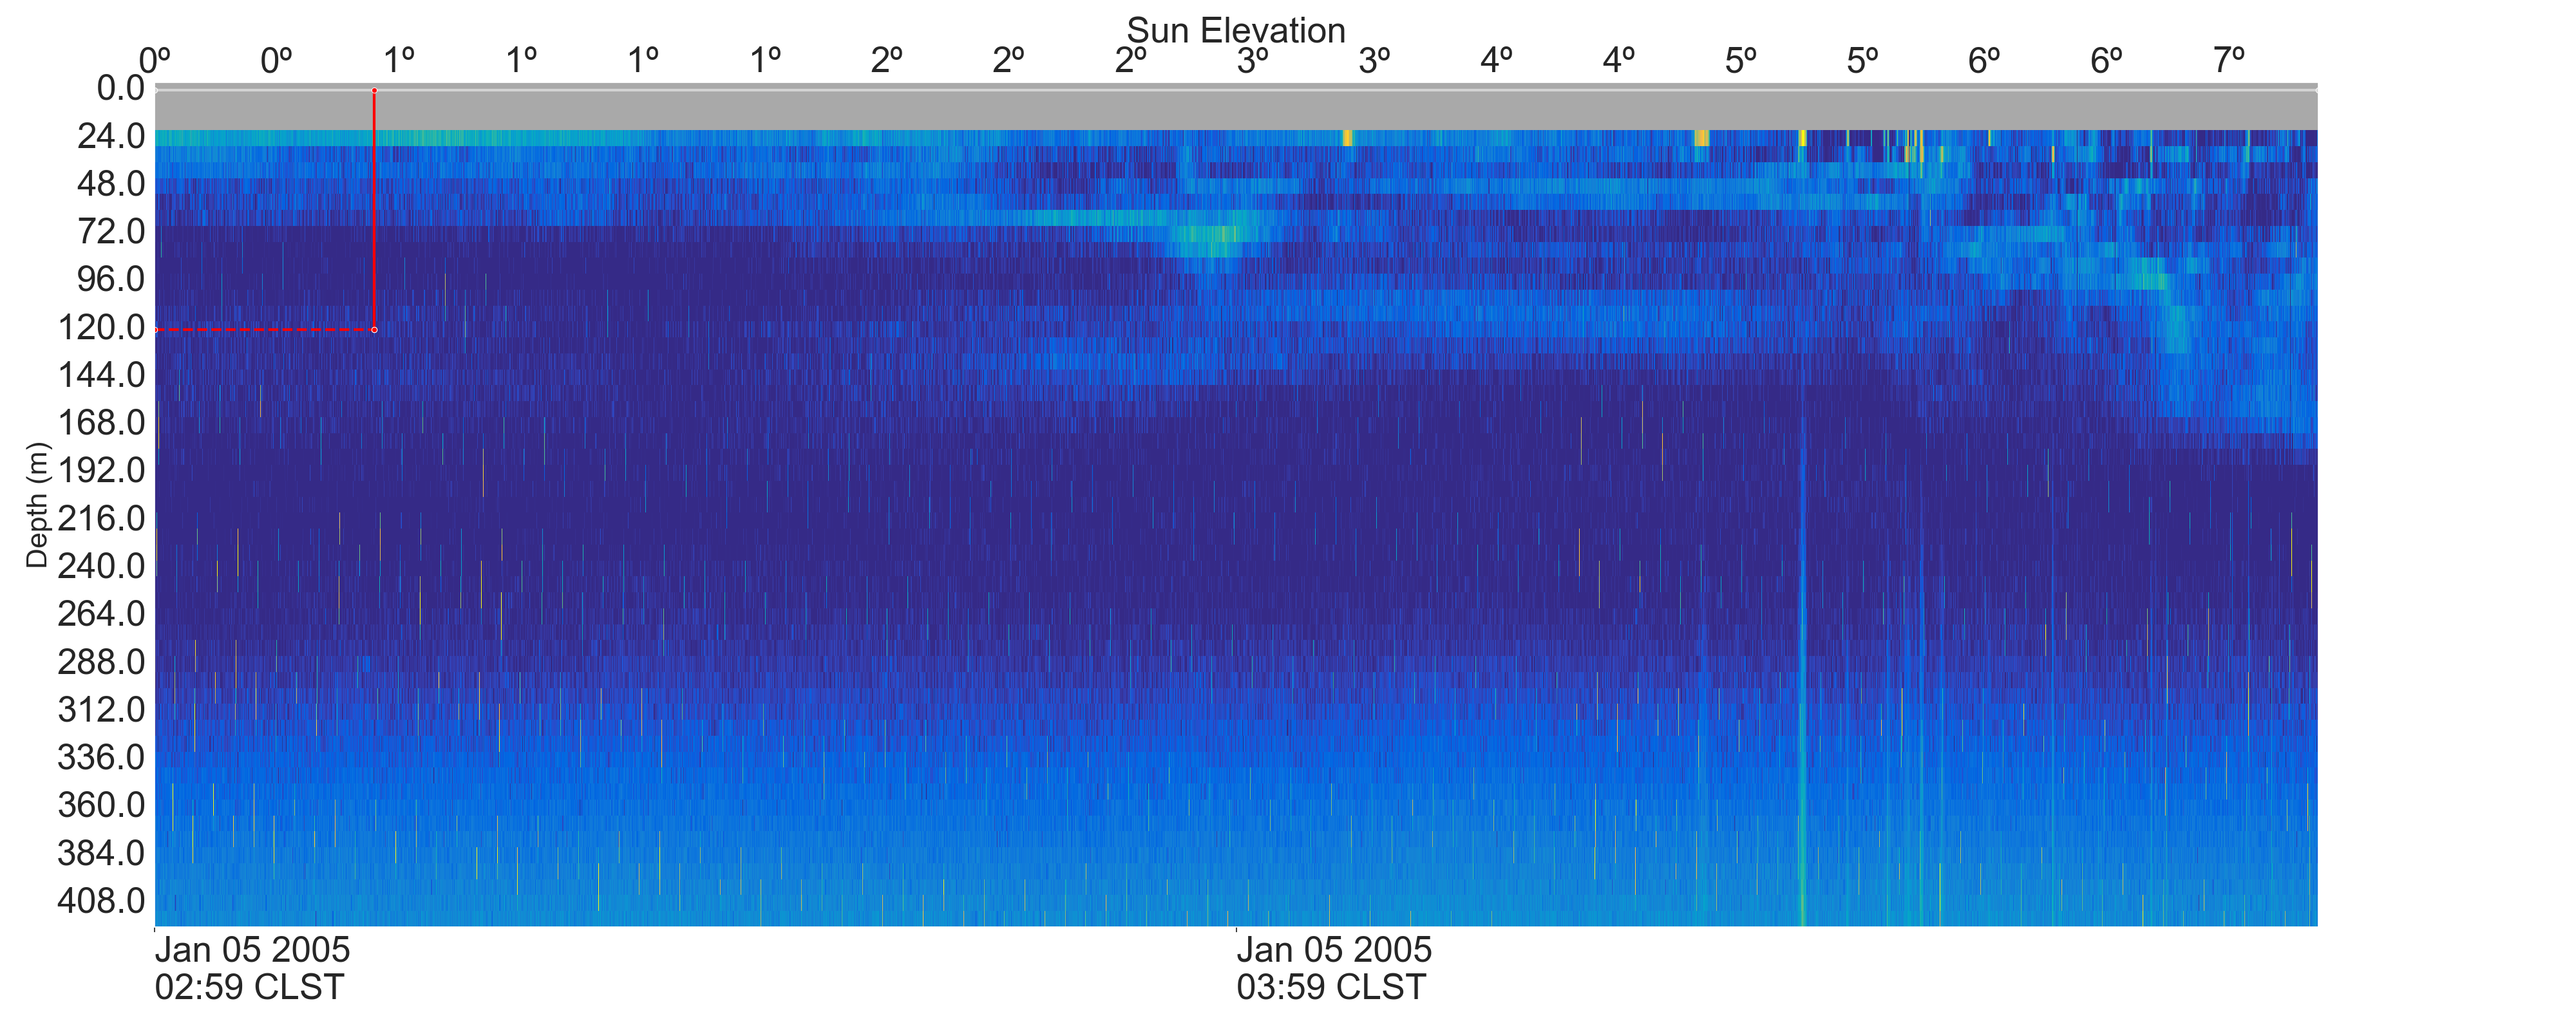 Sun Elevation
0º 0º 1º 1º 1º 1º 2º 2º 2º 3º 3º 4º 4º 5º 5º 6º 6º 7º
0.0
24.0
48.0
72.0
96.0
120.0
144.0
168.0
192.0
216.0
240.0
264.0
288.0
312.0
336.0
360.0
384.0
408.0
Depth (m)
Jan 05 2005
02:59 CLST
Jan 05 2005
03:59 CLST